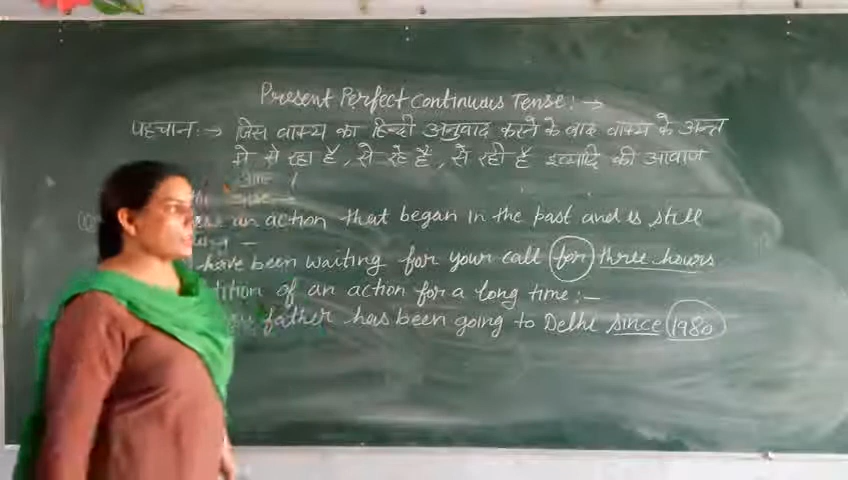 Present Perfect Continuous Tense:→
पहचान:→ जिस वाक्य का हिन्दी अनुवाद करने के बाद वाक्य के अन्त
मे से रहा हैं, से रहे हैं, से रही हैं इत्यादि की आवाज
आए।
an action that began in the past and is still
have been waiting for your call for three hours
of an action for a long time:—
father has been going to Delhi since 1980